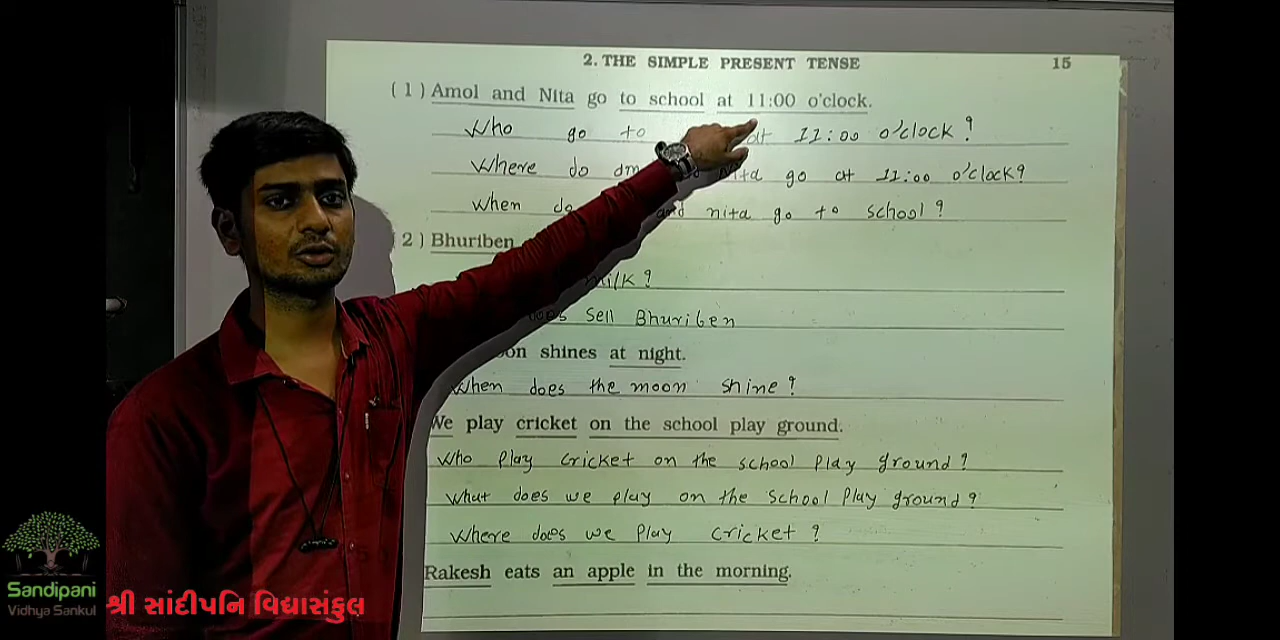 2. THE SIMPLE PRESENT TENSE 15
( 1 ) Amol and Nita go to school at 11:00 o'clock.
Who go to at 11:00 o'clock?
Where do nita go at 11:00 o'clock?
When do and nita go to school?
( 2 ) Bhuriben
milk?
does sell Bhuriben
shines at night.
When does the moon shine?
We play cricket on the school play ground.
Who play cricket on the school play ground?
What does we play on the school play ground?
Where does we play cricket?
Rakesh eats an apple in the morning.
Sandipani
Vidhya Sankul
શ્રી સાંદીપનિ વિદ્યાસંકુલ